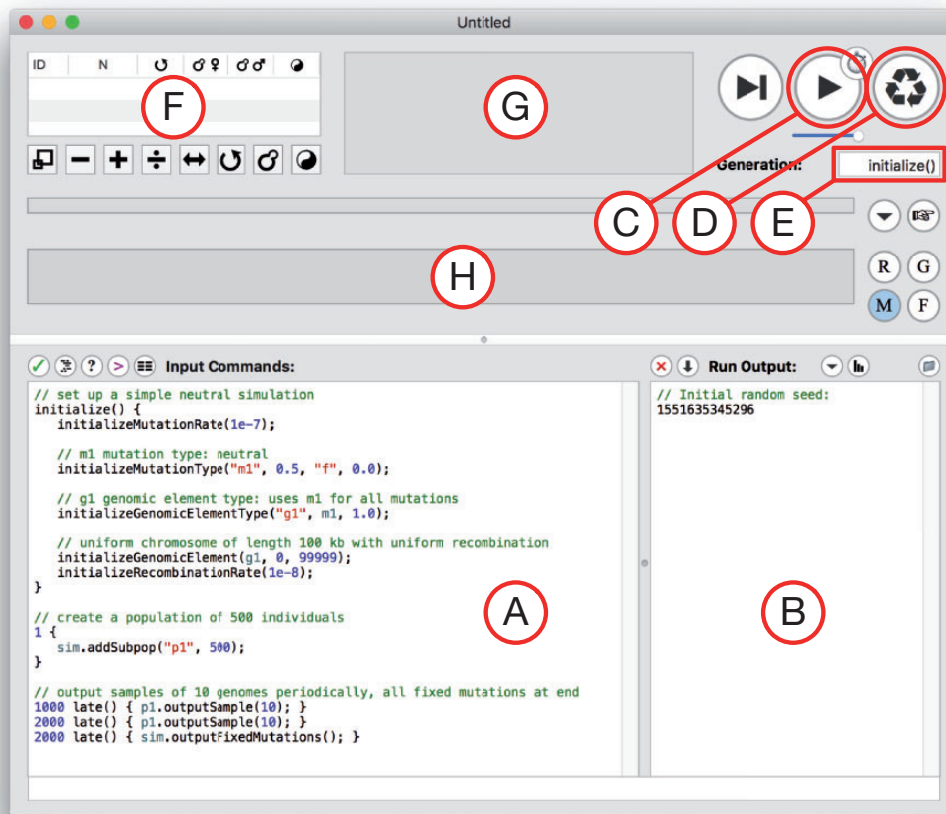 Untitled
ID N
F
G
Generation: initialize()
C D E
H
R G
M F
? > Input Commands:
Run Output:
// set up a simple neutral simulation
initialize() {
initializeMutationRate(1e-7);
// m1 mutation type: neutral
initializeMutationType("m1", 0.5, "f", 0.0);
// g1 genomic element type: uses m1 for all mutations
initializeGenomicElementType("g1", m1, 1.0);
// uniform chromosome of length 100 kb with uniform recombination
initializeGenomicElement(g1, 0, 99999);
initializeRecombinationRate(1e-8);
}
// create a population of 500 individuals
1 {
sim.addSubpop("p1", 500);
}
// output samples of 10 genomes periodically, all fixed mutations at end
1000 late() { p1.outputSample(10); }
2000 late() { p1.outputSample(10); }
2000 late() { sim.outputFixedMutations(); }
A
// Initial random seed:
1551635345296
B